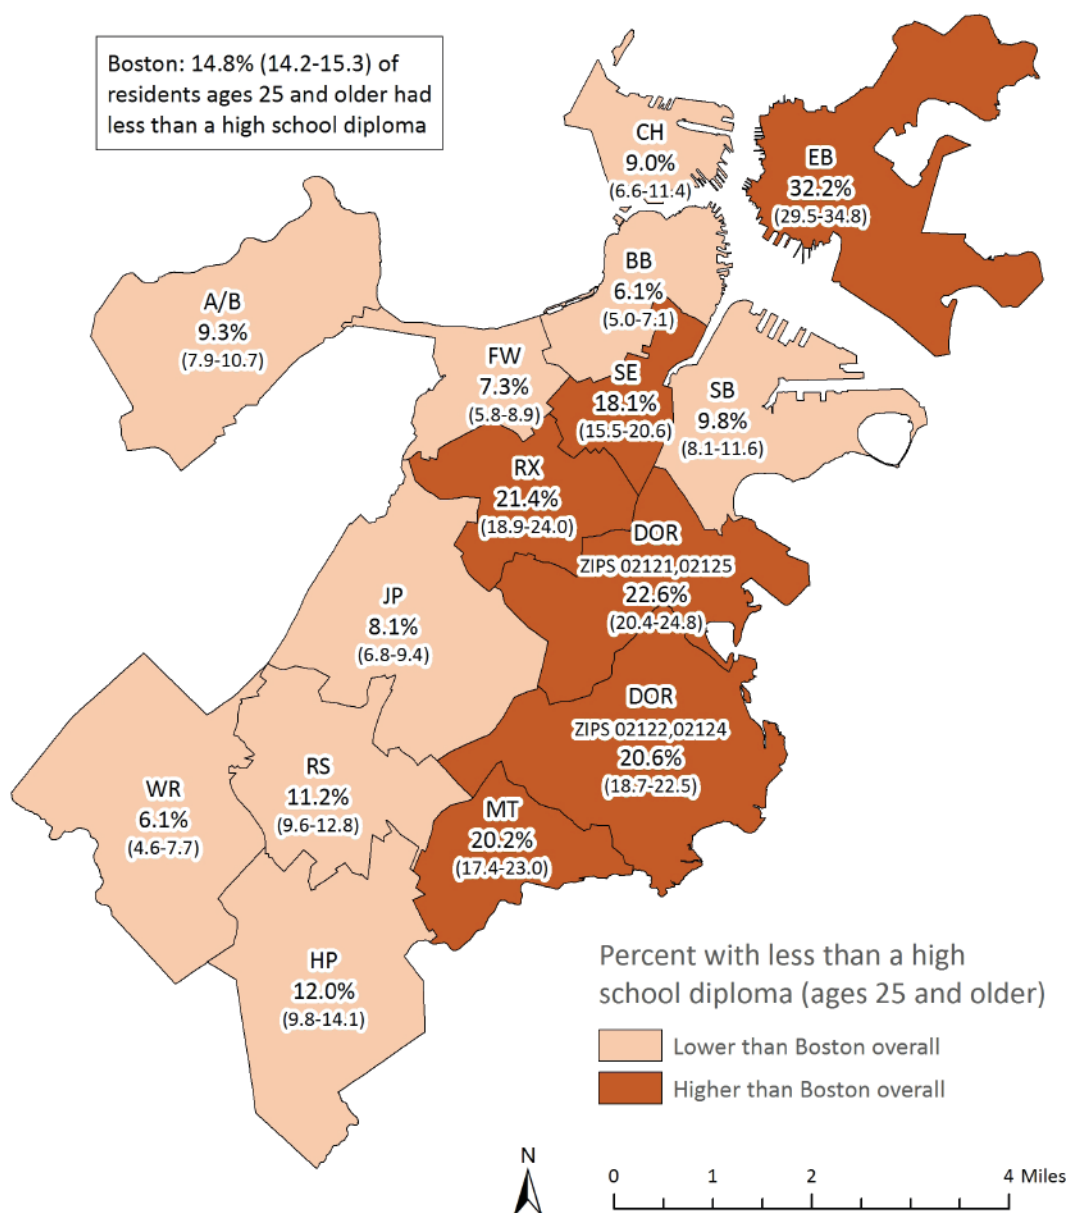 Boston: 14.8% (14.2-15.3) of
residents ages 25 and older had
less than a high school diploma
CH
9.0%
(6.6-11.4)
EB
32.2%
(29.5-34.8)
BB
6.1%
(5.0-7.1)
A/B
9.3%
(7.9-10.7)
FW
7.3%
(5.8-8.9)
SE
18.1%
(15.5-20.6)
SB
9.8%
(8.1-11.6)
RX
21.4%
(18.9-24.0)
DOR
ZIPS 02121,02125
22.6%
(20.4-24.8)
JP
8.1%
(6.8-9.4)
DOR
ZIPS 02122,02124
20.6%
(18.7-22.5)
RS
11.2%
(9.6-12.8)
WR
6.1%
(4.6-7.7)
MT
20.2%
(17.4-23.0)
HP
12.0%
(9.8-14.1)
Percent with less than a high
school diploma (ages 25 and older)
Lower than Boston overall
Higher than Boston overall
N
0 1 2 4 Miles